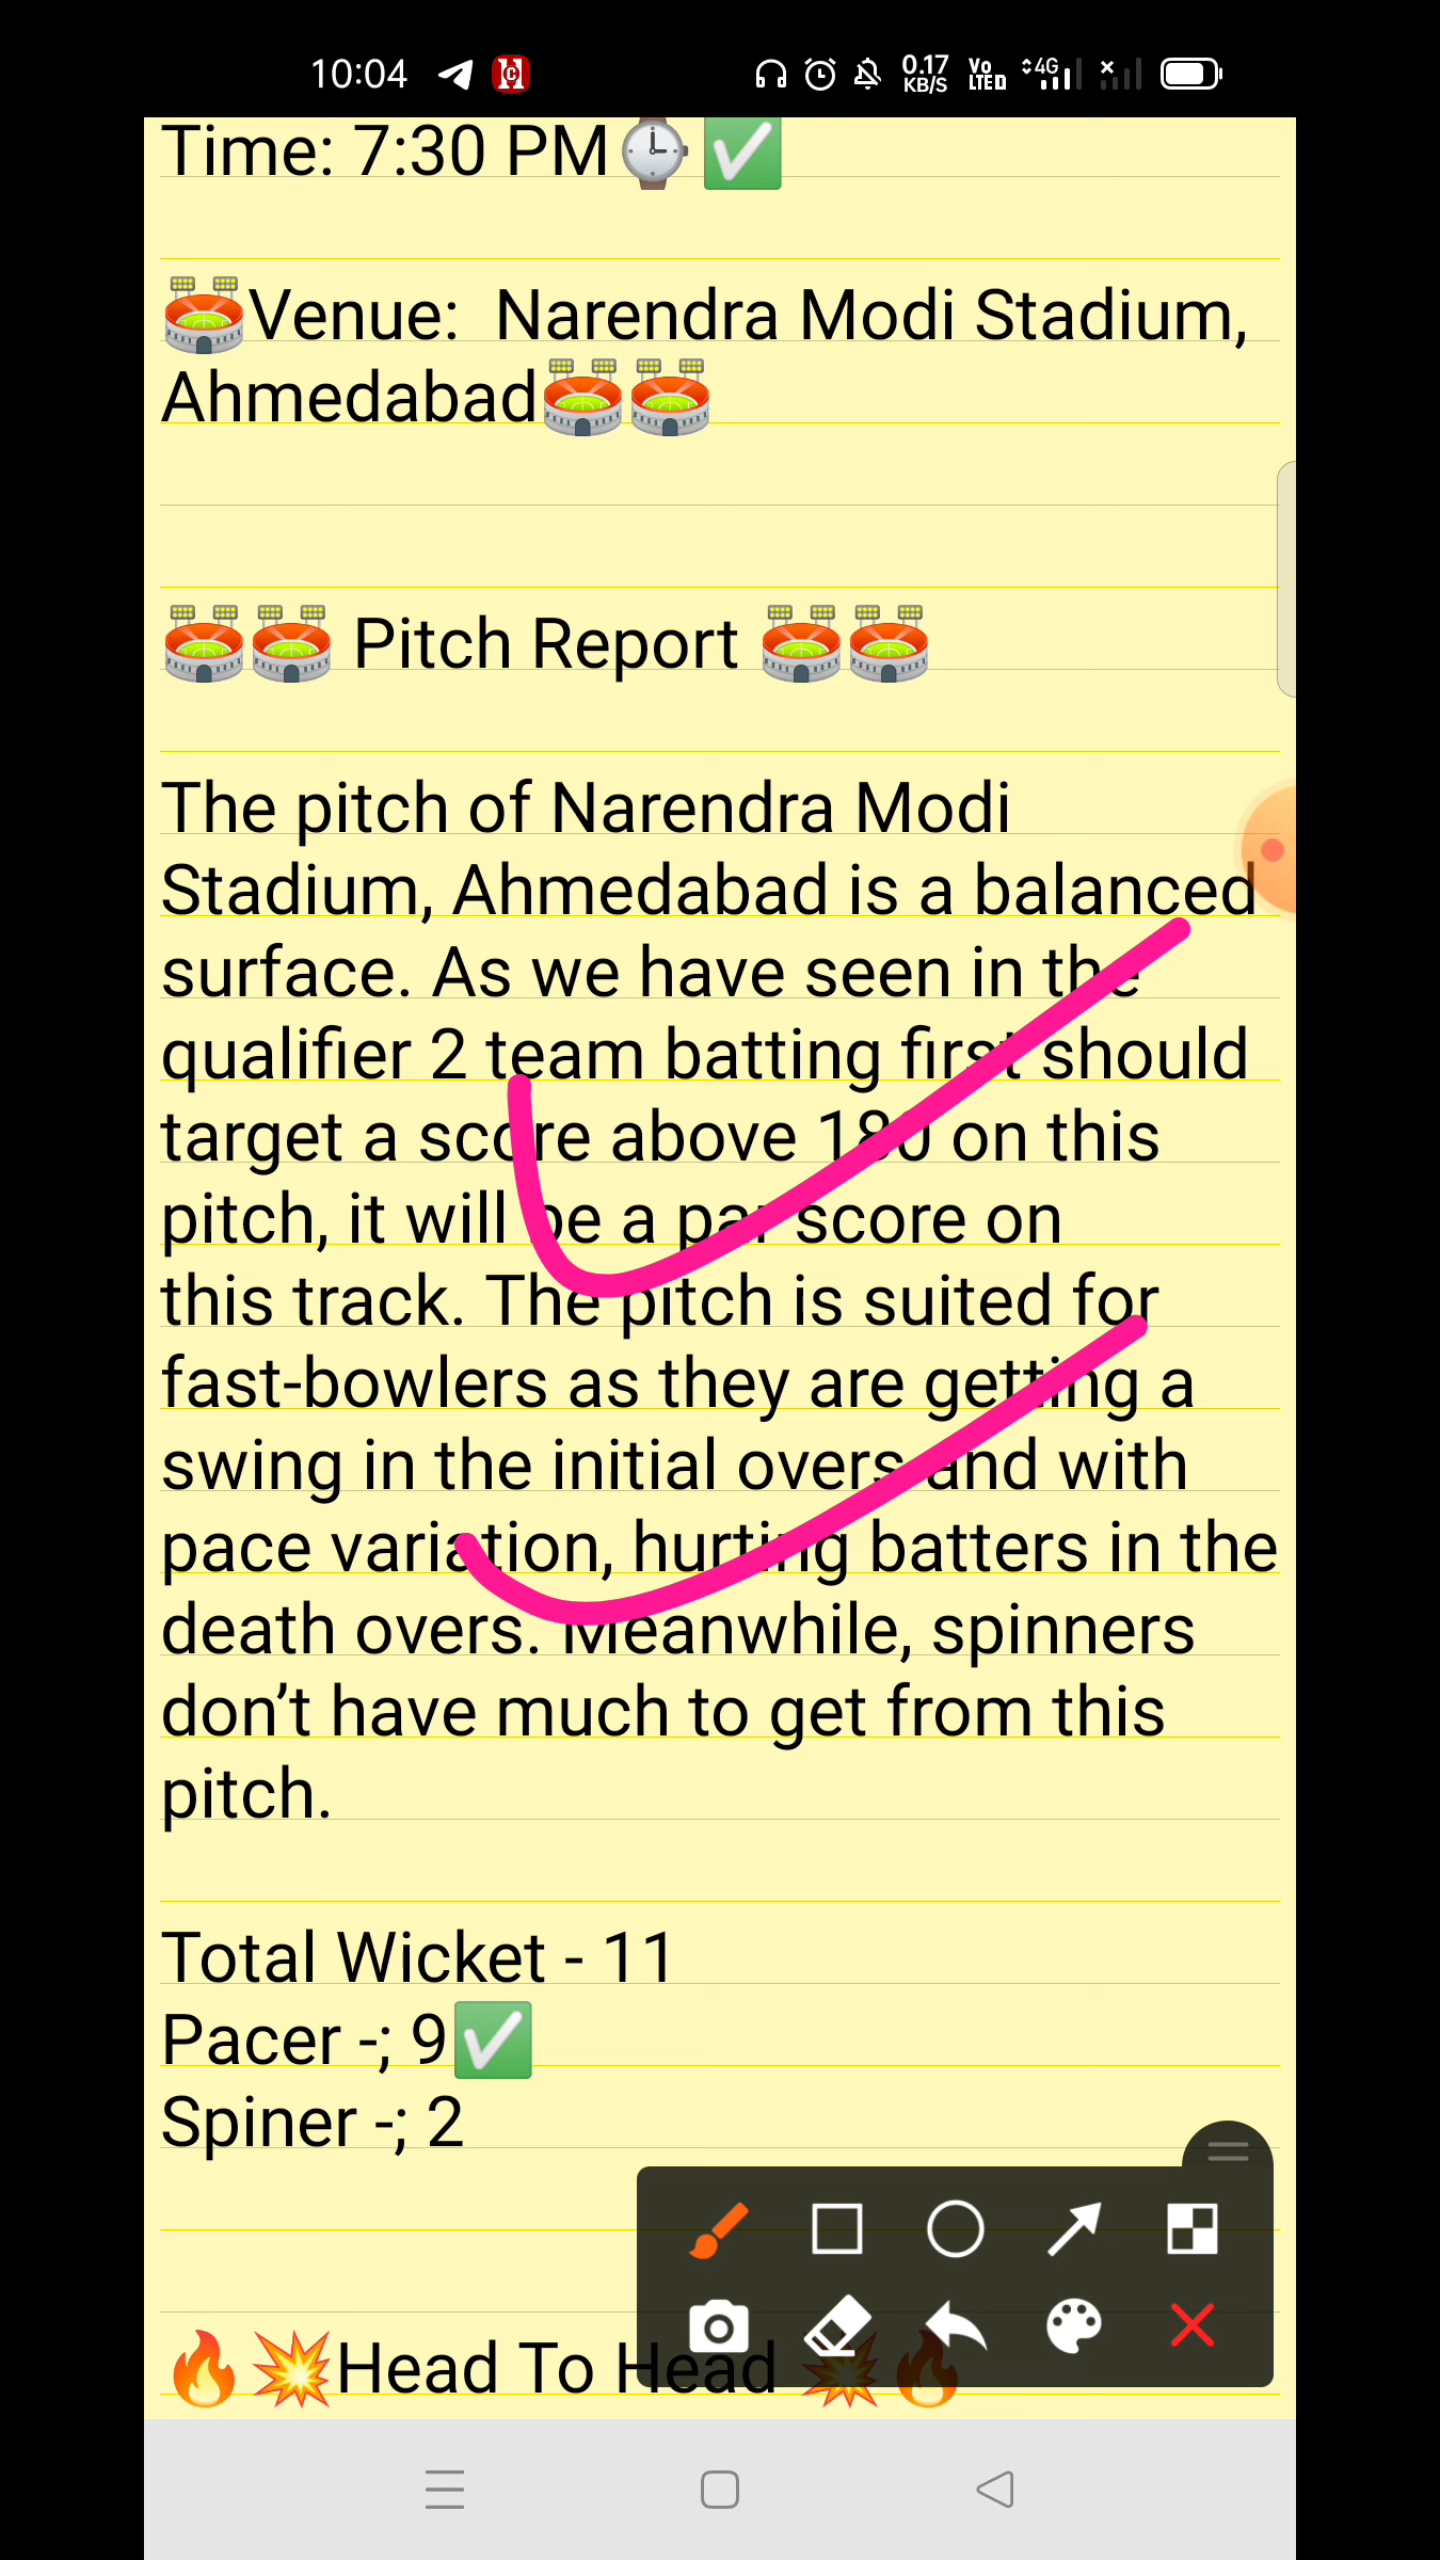 10:04 0.17 KB/S Vo LTE 4G
Time: 7:30 PM⌚✅
🏟Venue:  Narendra Modi Stadium,
Ahmedabad🏟🏟
🏟🏟 Pitch Report 🏟🏟
The pitch of Narendra Modi
Stadium, Ahmedabad is a balanced
surface. As we have seen in the
qualifier 2 team batting first should
target a score above 180 on this
pitch, it will be a par score on
this track. The pitch is suited for
fast-bowlers as they are getting a
swing in the initial overs and with
pace variation, hurting batters in the
death overs. Meanwhile, spinners
don’t have much to get from this
pitch.
Total Wicket - 11
Pacer -; 9✅
Spiner -; 2
🔥💥Head To Head 💥🔥